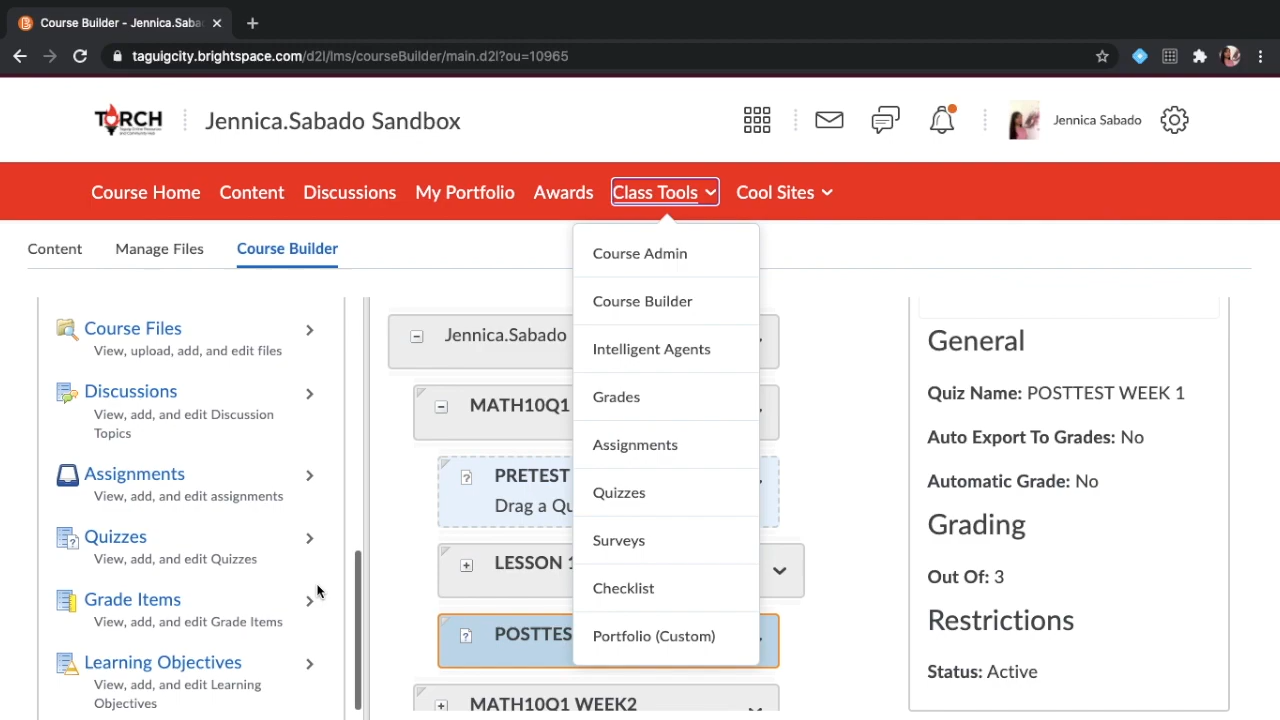 Course Builder - Jennica.Saba
taguigcity.brightspace.com/d2l/lms/courseBuilder/main.d2l?ou=10965
TORCH
Jennica.Sabado Sandbox
Jennica Sabado
Course Home
Content
Discussions
My Portfolio
Awards
Class Tools
Cool Sites
Content
Manage Files
Course Builder
Course Files
View, upload, add, and edit files
Discussions
View, add, and edit Discussion
Topics
Assignments
View, add, and edit assignments
Quizzes
View, add, and edit Quizzes
Grade Items
View, add, and edit Grade Items
Learning Objectives
View, add, and edit Learning
Objectives
Jennica.Sabado
MATH10Q1
PRETEST
Drag a Qu
LESSON 1
POSTTES
MATH10Q1 WEEK2
Course Admin
Course Builder
Intelligent Agents
Grades
Assignments
Quizzes
Surveys
Checklist
Portfolio (Custom)
General
Quiz Name: POSTTEST WEEK 1
Auto Export To Grades: No
Automatic Grade: No
Grading
Out Of: 3
Restrictions
Status: Active